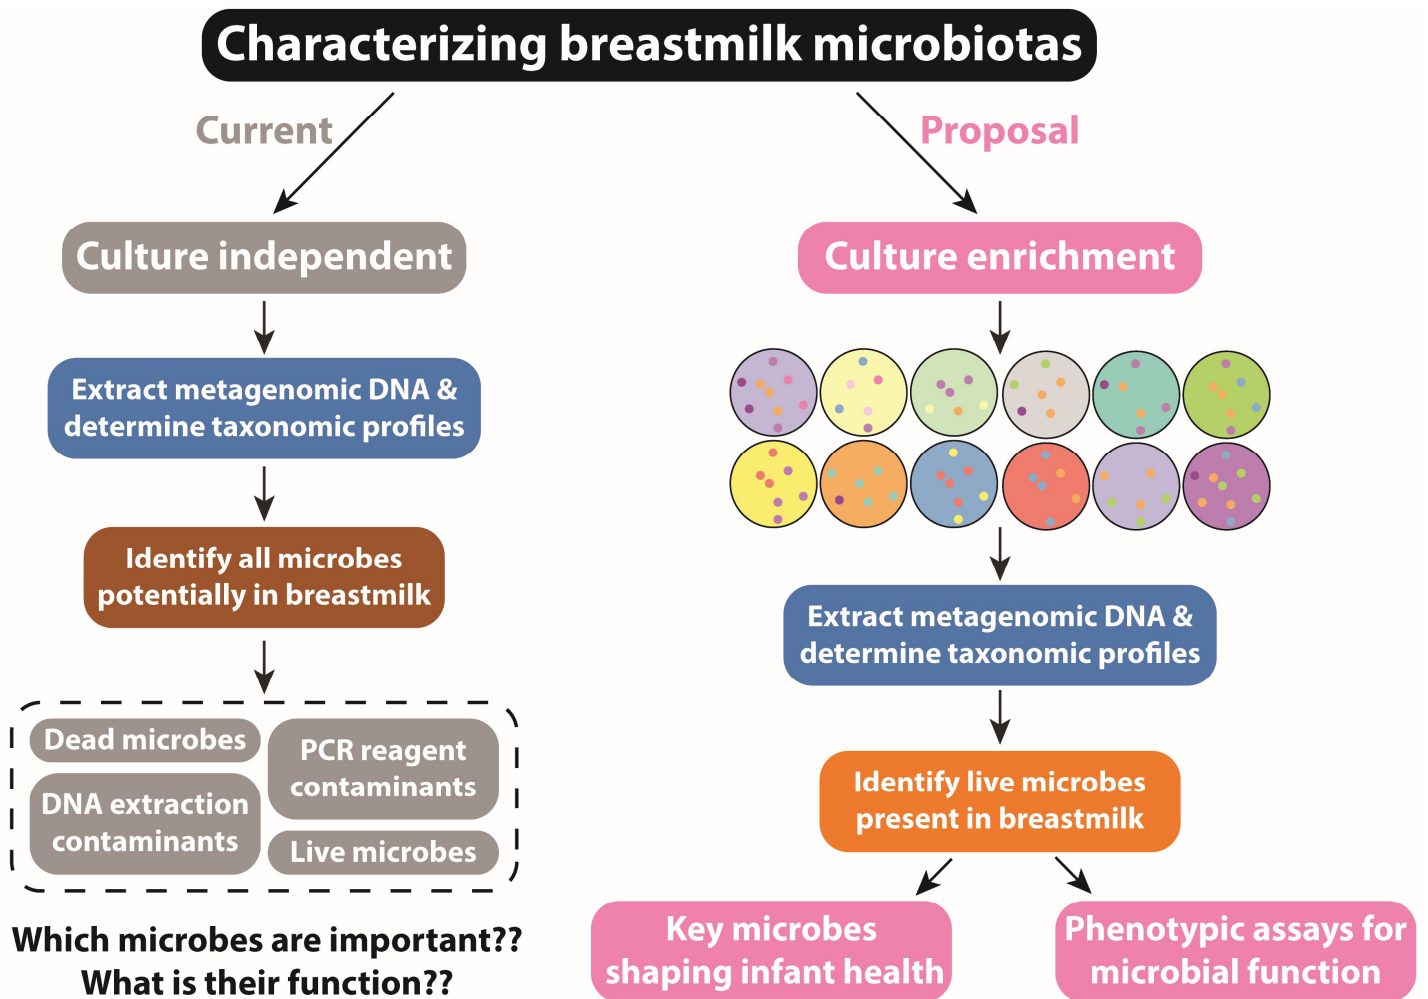 Characterizing breastmilk microbiotas
Current
Proposal
Culture independent
Culture enrichment
Extract metagenomic DNA &
determine taxonomic profiles
Identify all microbes
potentially in breastmilk
Dead microbes
PCR reagent
contaminants
DNA extraction
contaminants
Live microbes
Which microbes are important??
What is their function??
Extract metagenomic DNA &
determine taxonomic profiles
Identify live microbes
present in breastmilk
Key microbes
shaping infant health
Phenotypic assays for
microbial function